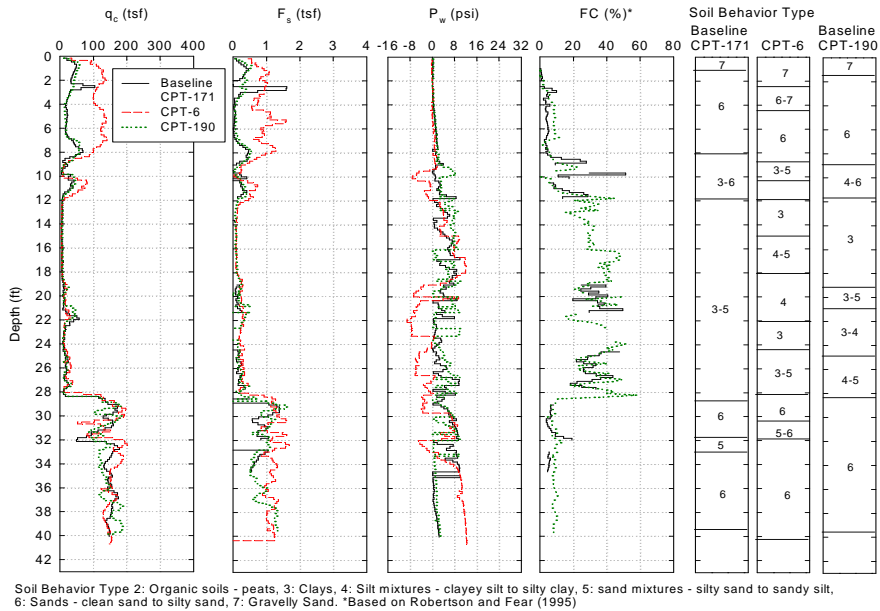 q_c (tsf)
F_s (tsf)
P_w (psi)
FC (%)*
Soil Behavior Type
Baseline CPT-171
CPT-6
Baseline CPT-190
0 100 200 300 400
0 1 2 3 4
-16 -8 0 8 16 24 32
0 20 40 60 80
Baseline
CPT-171
CPT-6
CPT-190
Depth (ft)
0
2
4
6
8
10
12
14
16
18
20
22
24
26
28
30
32
34
36
38
40
42
7
6
3-6
3-5
6
5
6
7
6-7
6
3-5
3
4-5
4
3
3-5
6
5-6
6
7
6
4-6
3
3-5
3-4
4-5
6
Soil Behavior Type 2: Organic soils - peats, 3: Clays, 4: Silt mixtures - clayey silt to silty clay, 5: sand mixtures - silty sand to sandy silt,
6: Sands - clean sand to silty sand, 7: Gravelly Sand. *Based on Robertson and Fear (1995)